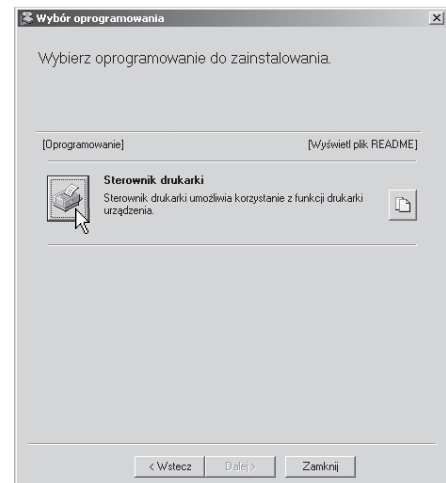 Wybór oprogramowania
Wybierz oprogramowanie do zainstalowania.
[Oprogramowanie] [Wyświetl plik README]
Sterownik drukarki
Sterownik drukarki umożliwia korzystanie z funkcji drukarki
urządzenia.
< Wstecz Dalej > Zamknij